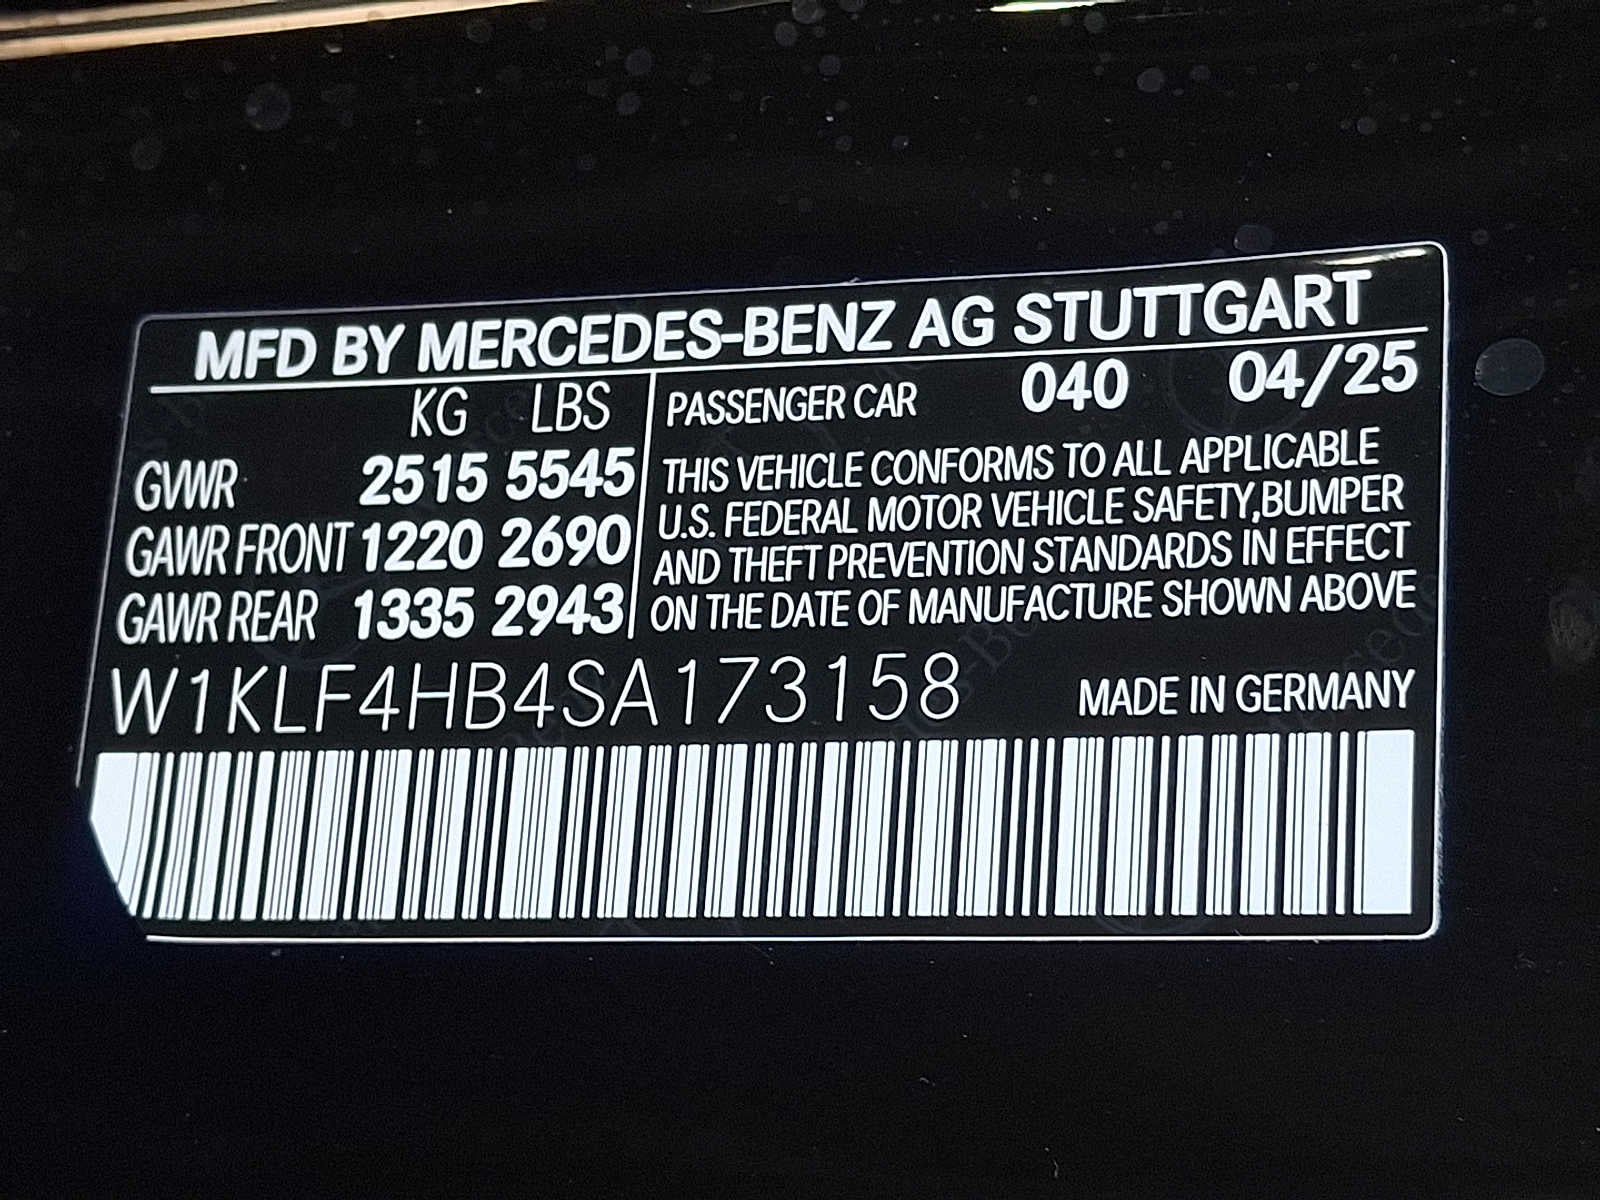 MFD BY MERCEDES-BENZ AG STUTTGART
KG LBS
GVWR 2515 5545
GAWR FRONT 1220 2690
GAWR REAR 1335 2943
PASSENGER CAR 040 04/25
THIS VEHICLE CONFORMS TO ALL APPLICABLE
U.S. FEDERAL MOTOR VEHICLE SAFETY,BUMPER
AND THEFT PREVENTION STANDARDS IN EFFECT
ON THE DATE OF MANUFACTURE SHOWN ABOVE
W1KLF4HB4SA173158
MADE IN GERMANY